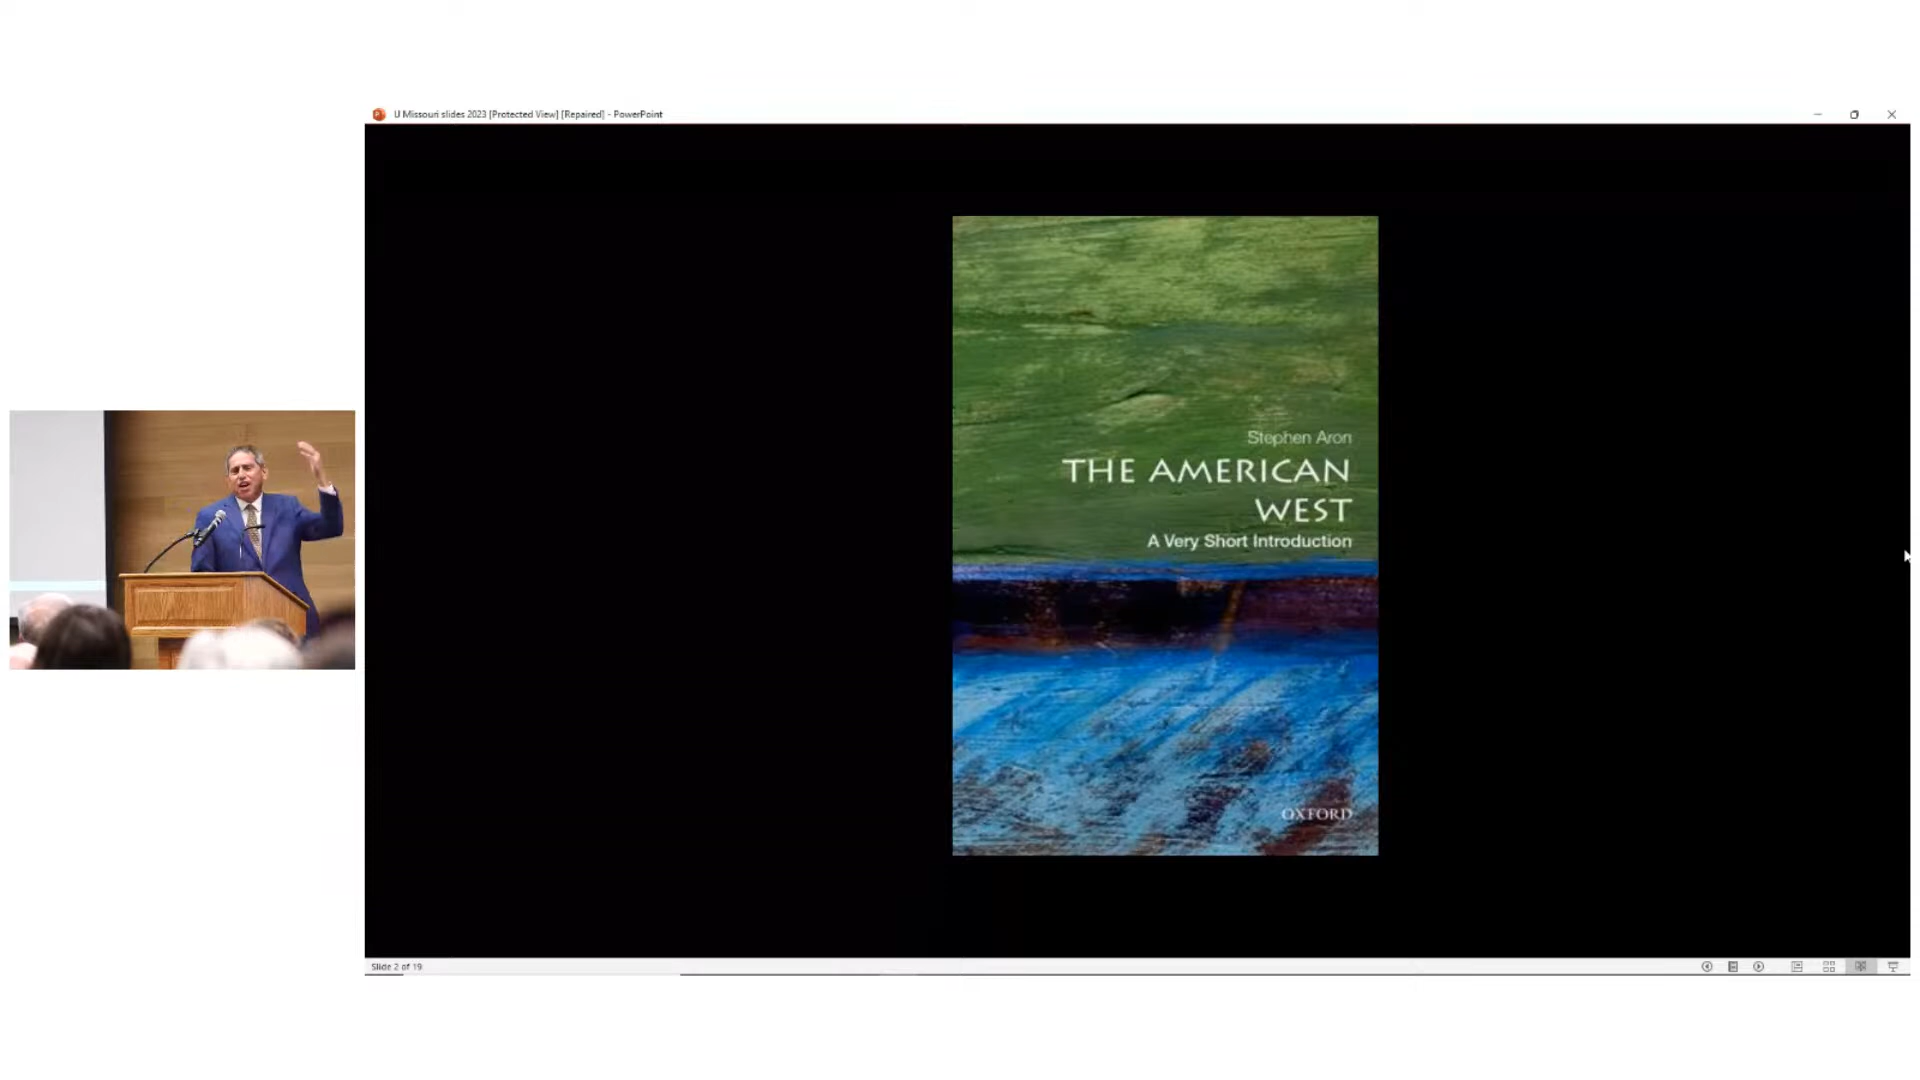 U Missouri slides 2023 [Protected View] [Repaired] - PowerPoint
Stephen Aron
THE AMERICAN
WEST
A Very Short Introduction
OXFORD
Slide 2 of 19